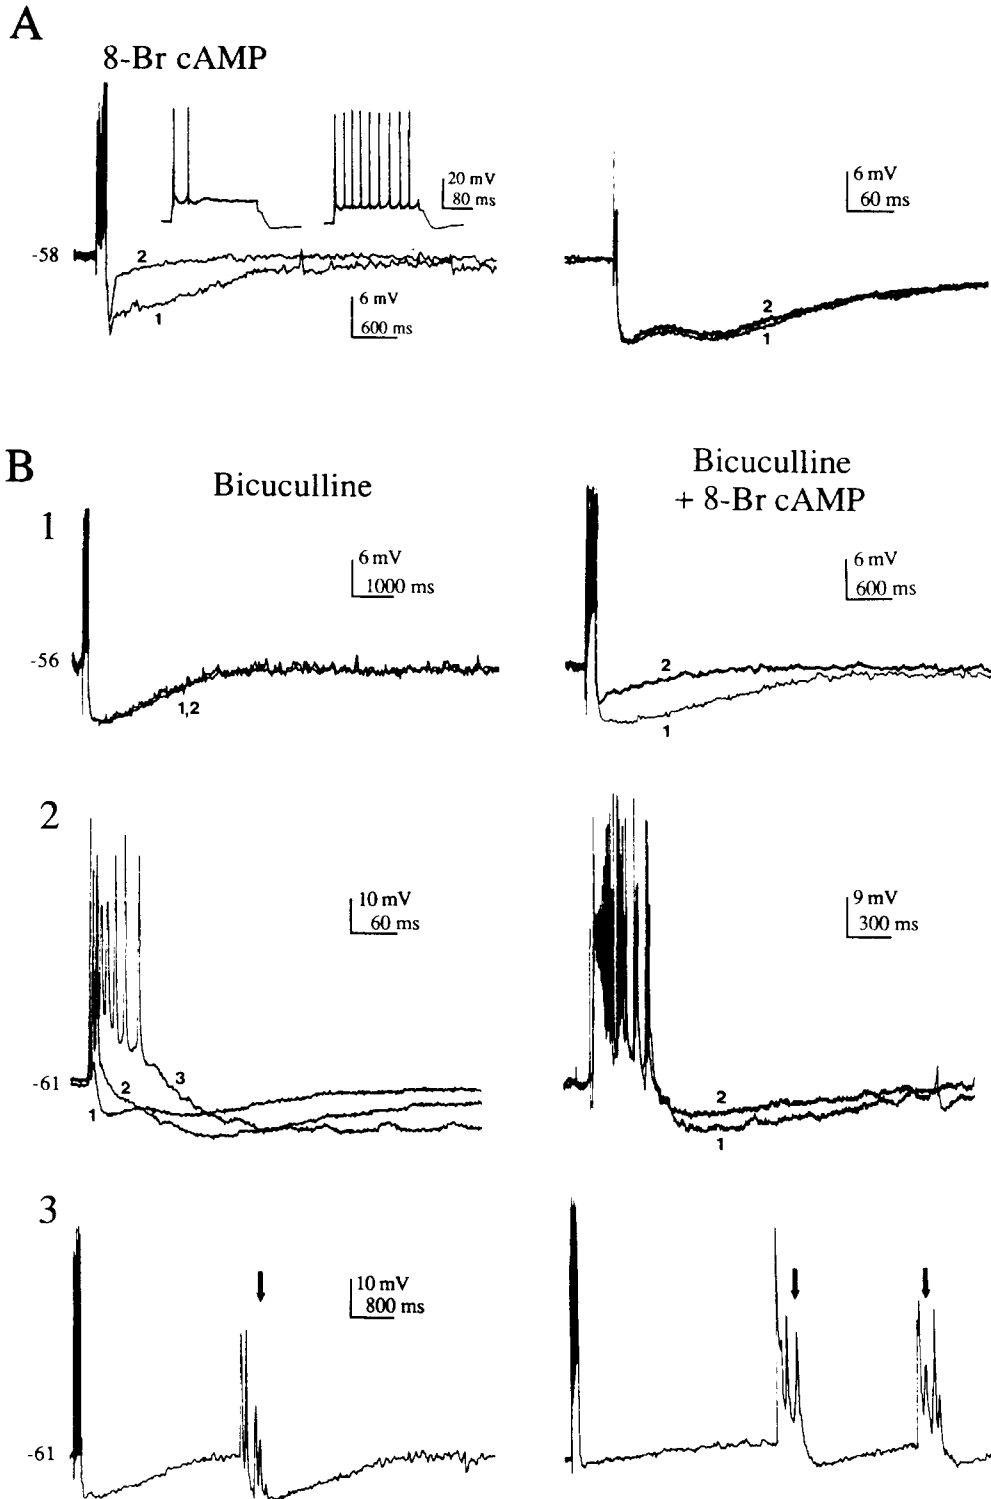 A
8-Br cAMP
20 mV
80 ms
6 mV
60 ms
-58
2
1
6 mV
600 ms
2
1
B
Bicuculline
Bicuculline
+ 8-Br cAMP
1
6 mV
1000 ms
6 mV
600 ms
-56
1,2
2
1
2
10 mV
60 ms
9 mV
300 ms
-61
2
3
1
2
1
3
10 mV
800 ms
-61